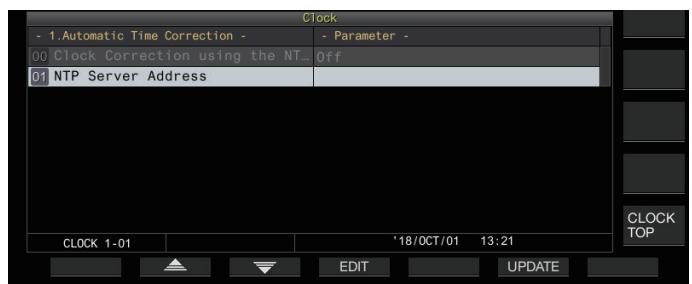 Clock
- 1.Automatic Time Correction - - Parameter -
00 Clock Correction using the NT… Off
01 NTP Server Address
CLOCK TOP
CLOCK 1-01 '18/OCT/01 13:21
EDIT UPDATE